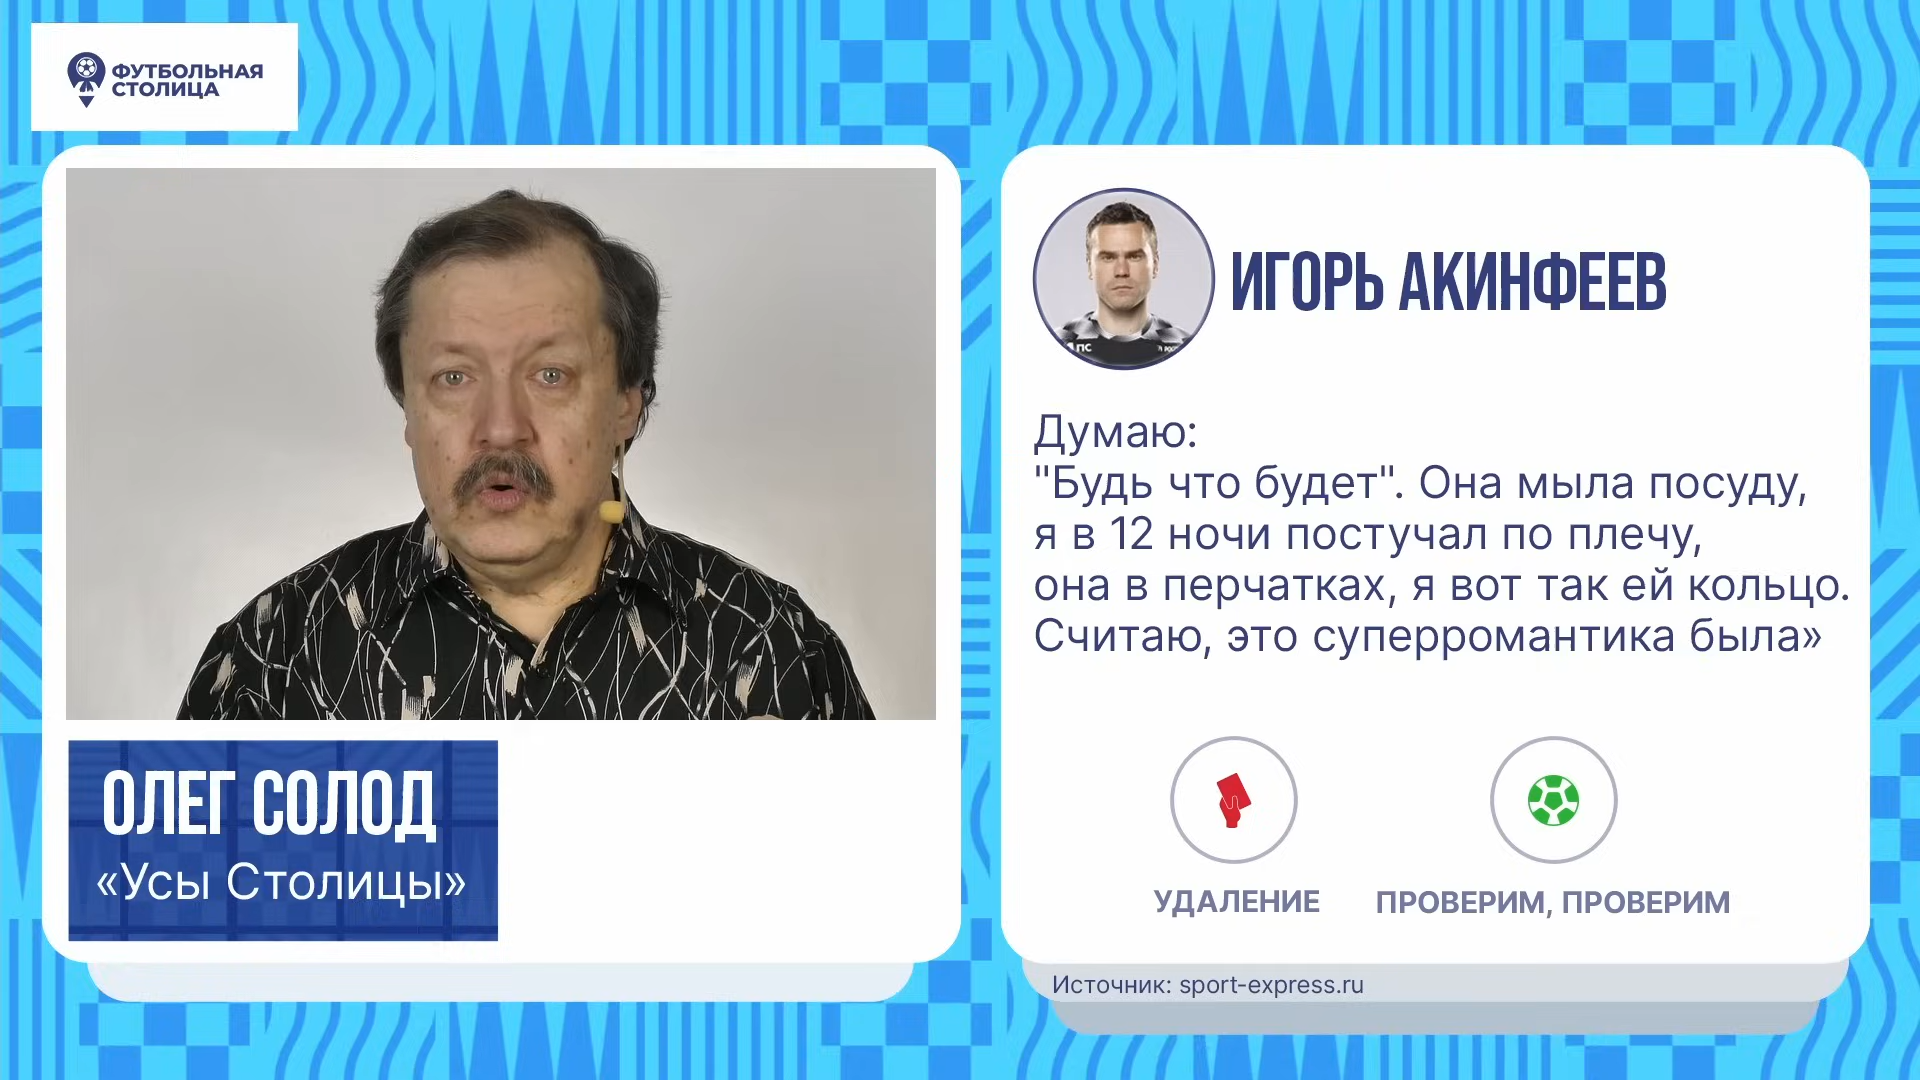 ФУТБОЛЬНАЯ
СТОЛИЦА
ОЛЕГ СОЛОД
«Усы Столицы»
ИГОРЬ АКИНФЕЕВ
Думаю:
"Будь что будет". Она мыла посуду,
я в 12 ночи постучал по плечу,
она в перчатках, я вот так ей кольцо.
Считаю, это суперромантика была»
УДАЛЕНИЕ
ПРОВЕРИМ, ПРОВЕРИМ
Источник: sport-express.ru